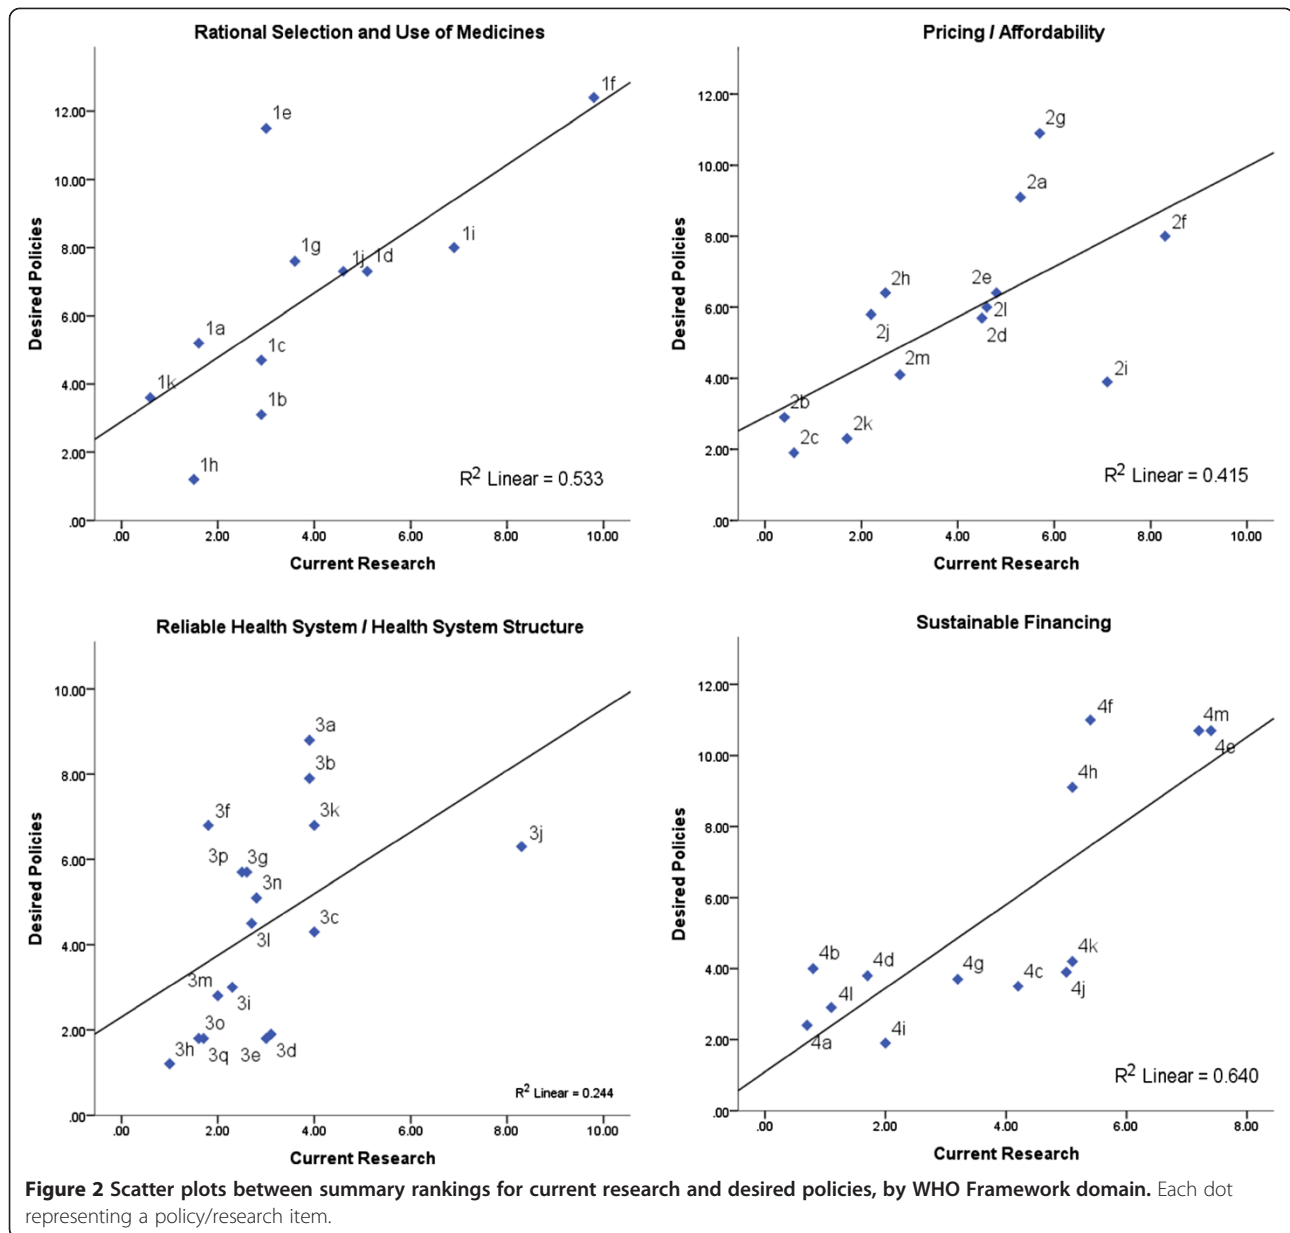 Rational Selection and Use of Medicines
12.00
10.00
8.00
6.00
4.00
2.00
.00
Desired Policies
1e
1f
1g
1j
1d
1i
1a
1c
1k
1b
1h
R2 Linear = 0.533
.00 2.00 4.00 6.00 8.00 10.00
Current Research
Pricing / Affordability
12.00
10.00
8.00
6.00
4.00
2.00
.00
Desired Policies
2g
2a
2f
2h
2e
2j
2l
2d
2m
2i
2b
2c
2k
R2 Linear = 0.415
.00 2.00 4.00 6.00 8.00 10.00
Current Research
Reliable Health System / Health System Structure
10.00
8.00
6.00
4.00
2.00
.00
Desired Policies
3a
3b
3f
3k
3j
3p
3g
3n
3l
3c
3m
3i
3o
3h
3q
3e
3d
R2 Linear = 0.244
.00 2.00 4.00 6.00 8.00 10.00
Current Research
Sustainable Financing
12.00
10.00
8.00
6.00
4.00
2.00
.00
Desired Policies
4f
4m
4e
4h
4b
4d
4g
4c
4k
4j
4l
4a
4i
R2 Linear = 0.640
.00 2.00 4.00 6.00 8.00
Current Research
Figure 2 Scatter plots between summary rankings for current research and desired policies, by WHO Framework domain. Each dot
representing a policy/research item.